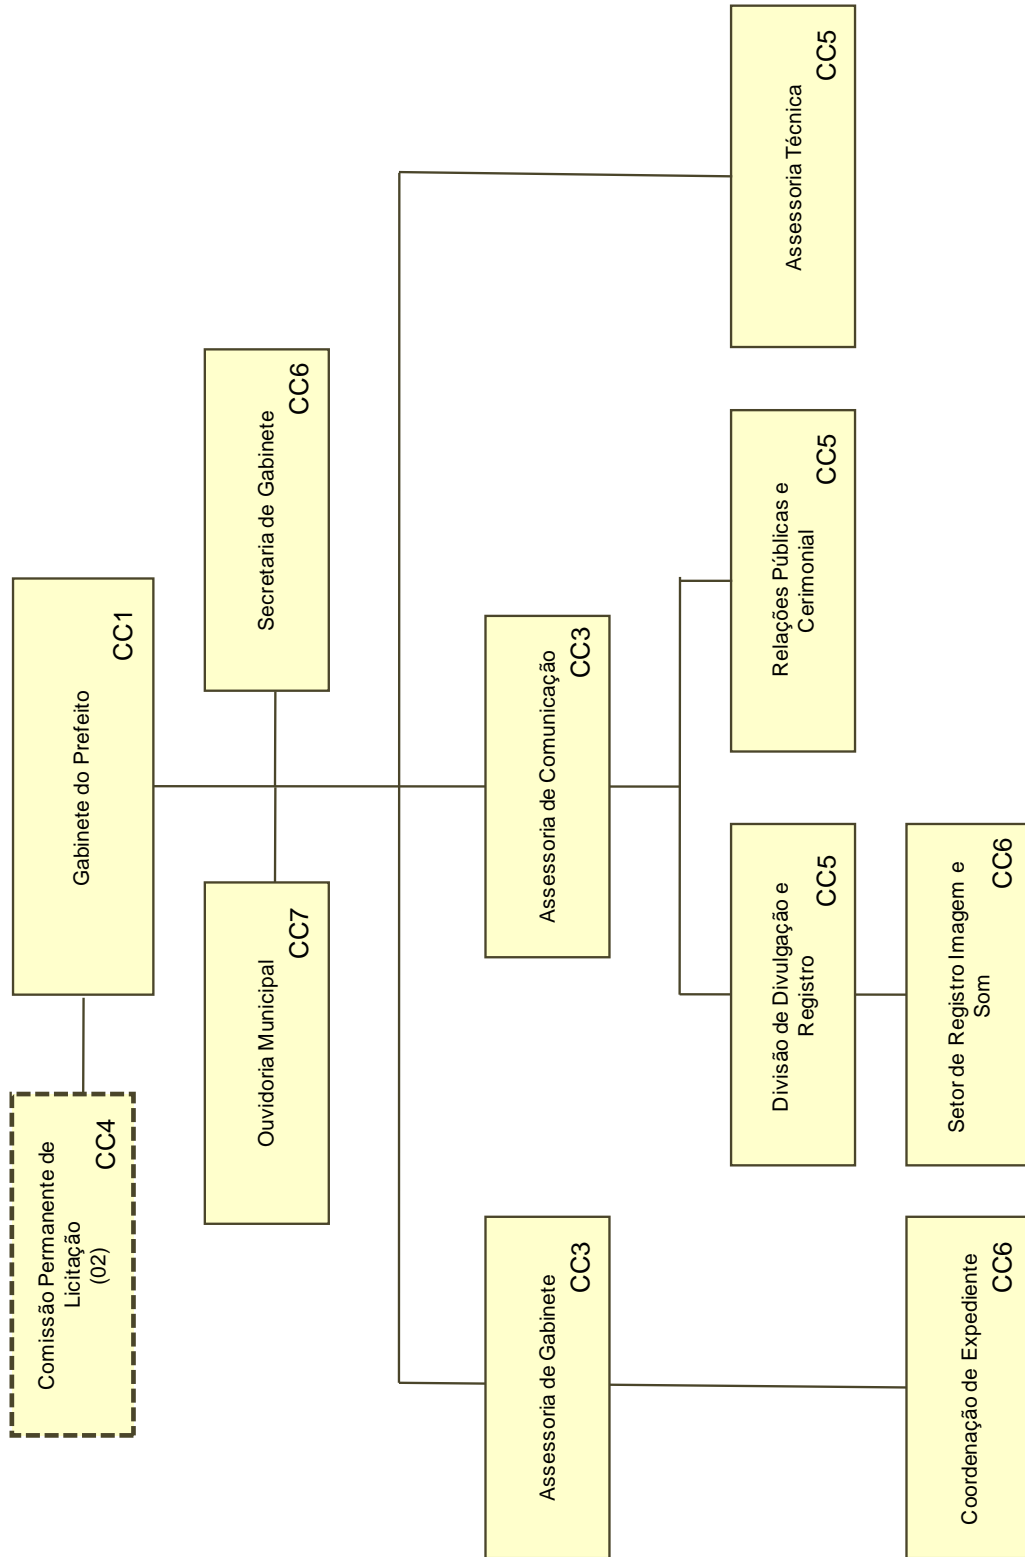 Gabinete do Prefeito
CC1
Comissão Permanente de
Licitação
(02)
CC4
Ouvidoria Municipal
CC7
Secretaria de Gabinete
CC6
Assessoria de Gabinete
CC3
Assessoria de Comunicação
CC3
Divisão de Divulgação e
Registro
CC5
Relações Públicas e
Cerimonial
CC5
Assessoria Técnica
CC5
Coordenação de Expediente
CC6
Setor de Registro Imagem e
Som
CC6